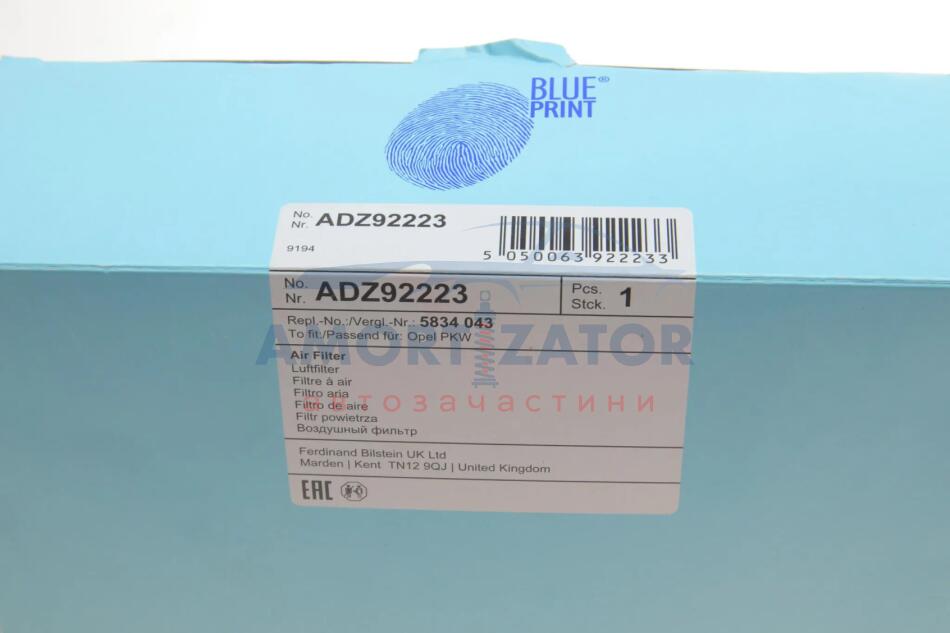 BLUE PRINT®
No. Nr. ADZ92223
9194
5 050063 922233
No. Nr. ADZ92223
Pcs. Stck. 1
Repl.-No.:/Vergl.-Nr.: 5834 043
To fit:/Passend für: Opel PKW
AMORTIZATOR
Air Filter
Luftfilter
Filtre à air
Filtro aria
автозачастини
Filtro de aire
Filtr powietrza
Воздушный фильтр
Ferdinand Bilstein UK Ltd
Marden | Kent TN12 9QJ | United Kingdom
EAC